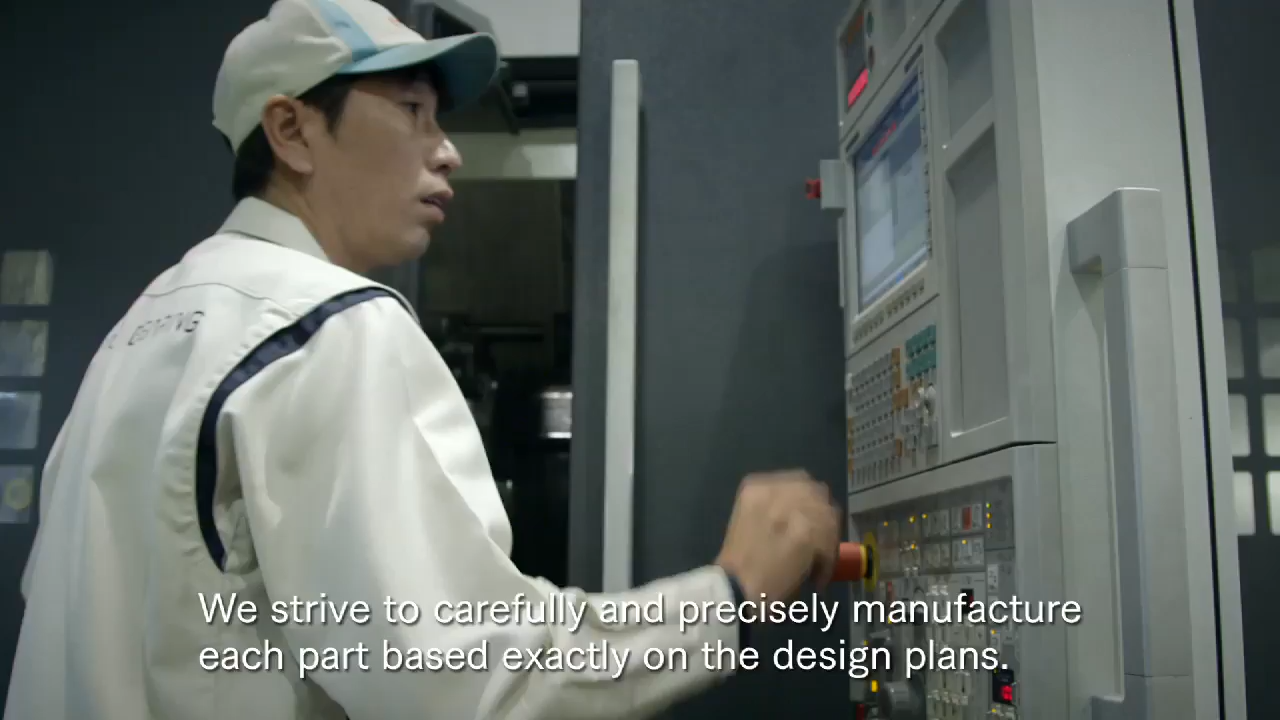 We strive to carefully and precisely manufacture
each part based exactly on the design plans.